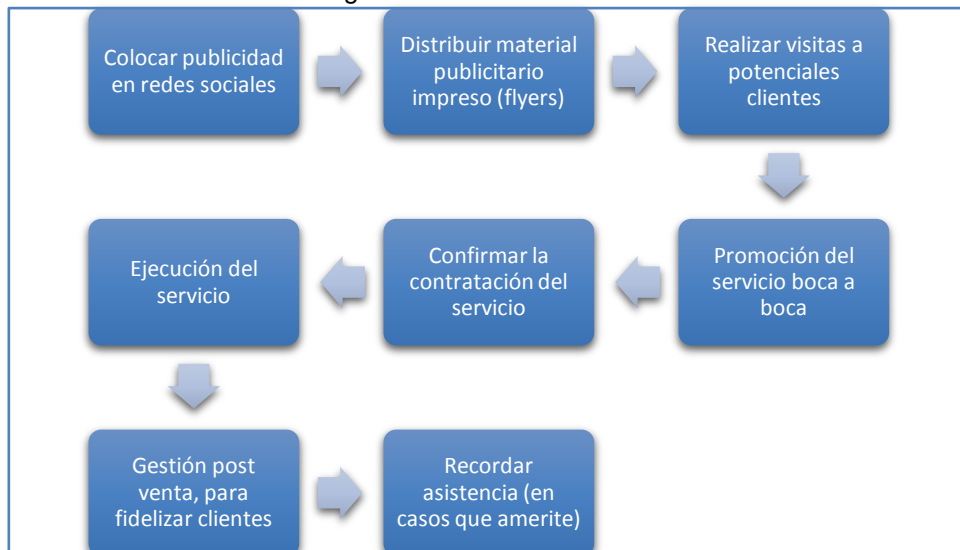 Colocar publicidad
en redes sociales
Distribuir material
publicitario
impreso (flyers)
Realizar visitas a
potenciales
clientes
Promoción del
servicio boca a
boca
Confirmar la
contratación del
servicio
Ejecución del
servicio
Gestión post
venta, para
fidelizar clientes
Recordar
asistencia (en
casos que amerite)